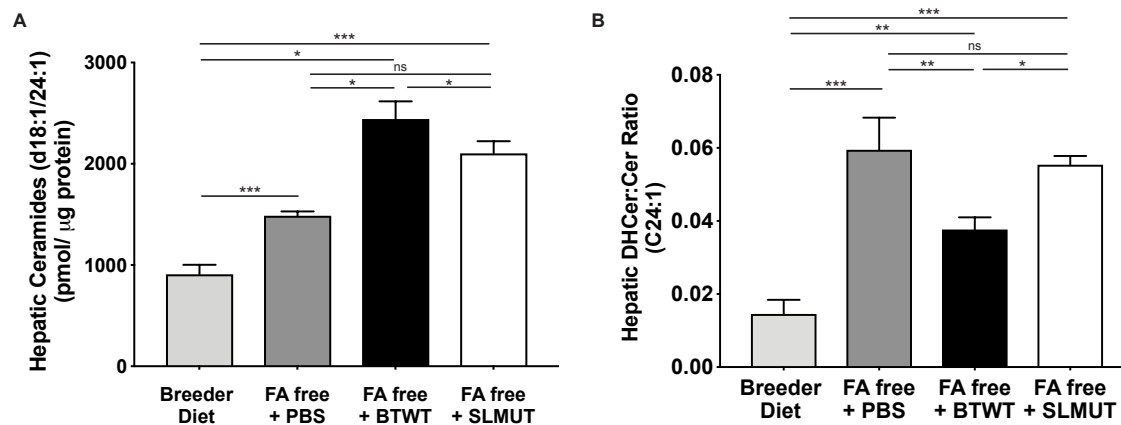 A
Hepatic Ceramides (d18:1/24:1)
(pmol/ μg protein)
3000
2000
1000
0
***
*
ns
*
*
***
Breeder
Diet
FA free
+ PBS
FA free
+ BTWT
FA free
+ SLMUT
B
Hepatic DHCer:Cer Ratio
(C24:1)
0.08
0.06
0.04
0.02
0.00
***
**
ns
**
*
***
Breeder
Diet
FA free
+ PBS
FA free
+ BTWT
FA free
+ SLMUT